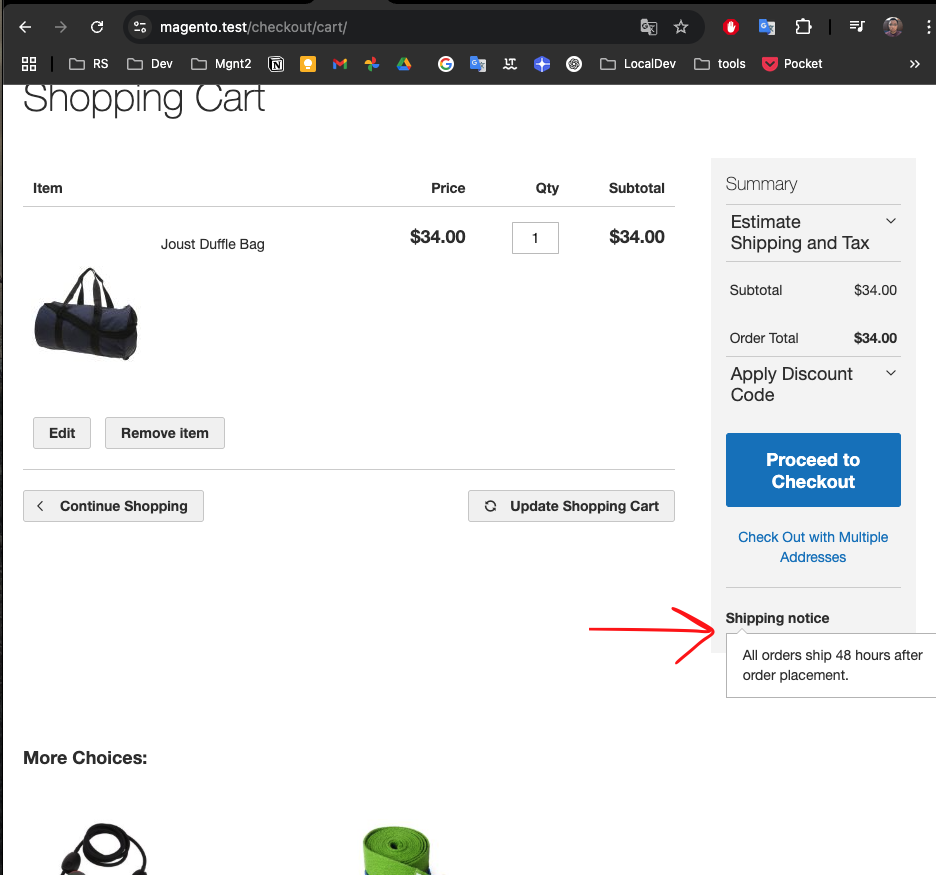 magento.test/checkout/cart/
RS
Dev
Mgnt2
LocalDev
tools
Pocket
Shopping Cart
Item Price Qty Subtotal
Joust Duffle Bag $34.00 1 $34.00
Edit
Remove item
Continue Shopping
Update Shopping Cart
Summary
Estimate
Shipping and Tax
Subtotal $34.00
Order Total $34.00
Apply Discount
Code
Proceed to
Checkout
Check Out with Multiple
Addresses
Shipping notice
All orders ship 48 hours after
order placement.
More Choices: